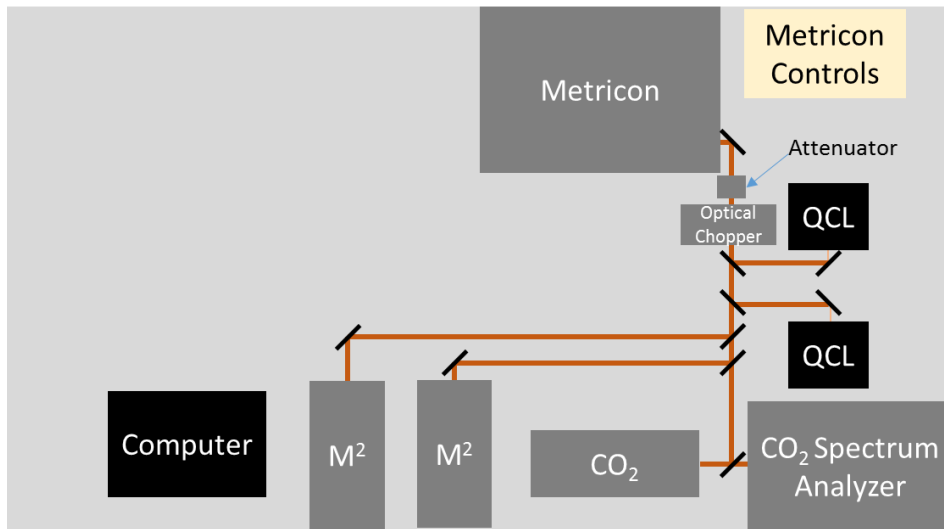 Metricon
Metricon
Controls
Attenuator
Optical
Chopper
QCL
QCL
Computer
M²
M²
CO₂
CO₂ Spectrum
Analyzer